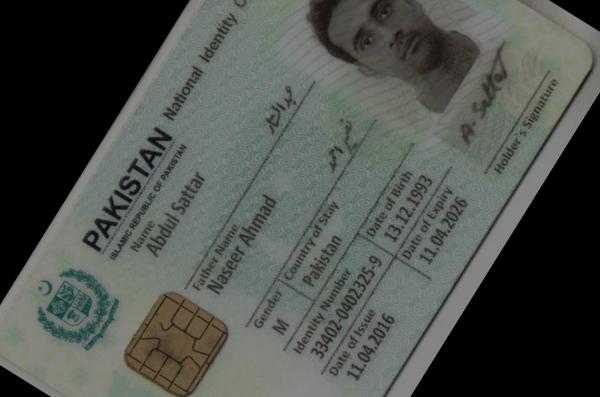 PAKISTAN National Identity
ISLAMIC REPUBLIC OF PAKISTAN
Name
Abdul Sattar
عبدالستار
Father Name
Naseer Ahmad
نصیر احمد
Gender
M
Country of Stay
Pakistan
Identity Number
33402-0402325-9
Date of Birth
13.12.1993
Date of Issue
11.04.2016
Date of Expiry
11.04.2026
A. Sattar
Holder's Signature